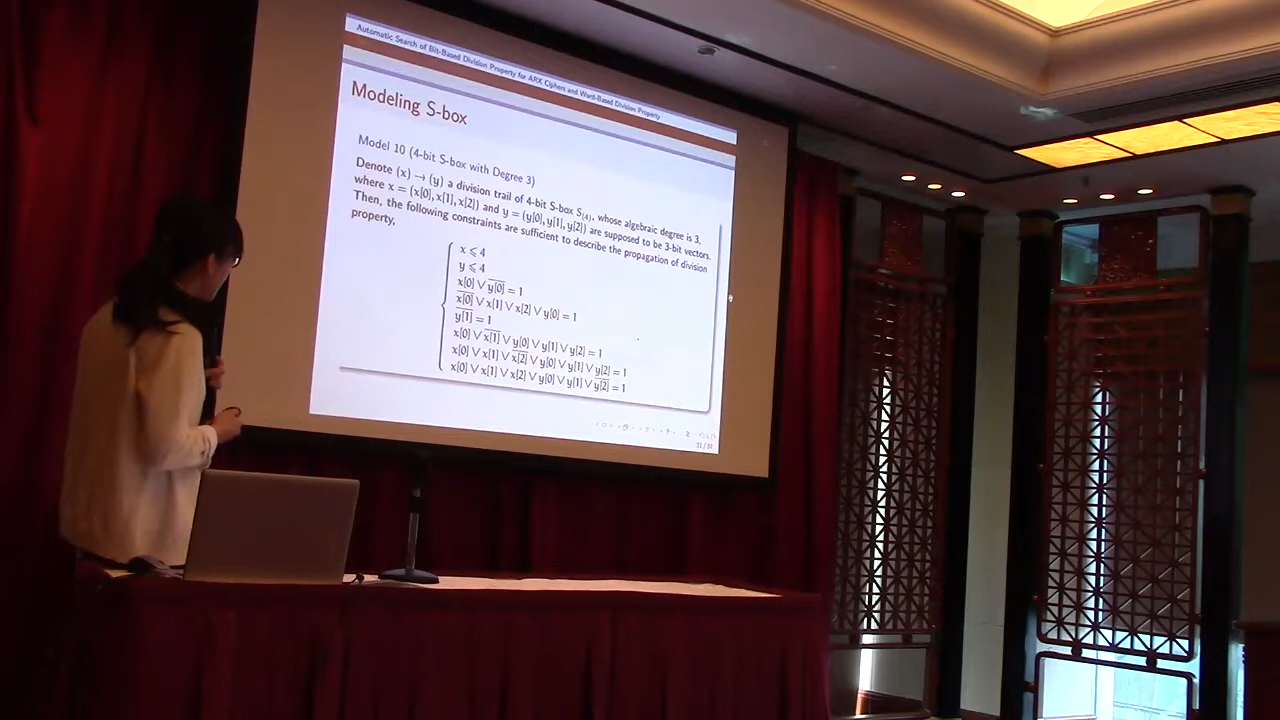 Automatic Search of Bit-Based Division Property for ARX Ciphers and Word-Based Division Property
Modeling S-box
Model 10 (4-bit S-box with Degree 3)
Denote (x) → (y) a division trail of 4-bit S-box S(4), whose algebraic degree is 3,
where x = (x[0], x[1], x[2]) and y = (y[0], y[1], y[2]) are supposed to be 3-bit vectors.
Then, the following constraints are sufficient to describe the propagation of division
property,
x ⩽ 4
y ⩽ 4
x[0] ∨ y̅[̅0̅]̅ = 1
x̅[̅0̅]̅ ∨ x[1] ∨ x[2] ∨ y[0] = 1
y̅[̅1̅]̅ = 1
x[0] ∨ x̅[̅1̅]̅ ∨ y[0] ∨ y[1] ∨ y[2] = 1
x[0] ∨ x[1] ∨ x̅[̅2̅]̅ ∨ y[0] ∨ y[1] ∨ y[2] = 1
x[0] ∨ x[1] ∨ x[2] ∨ y[0] ∨ y[1] ∨ y̅[̅2̅]̅ = 1